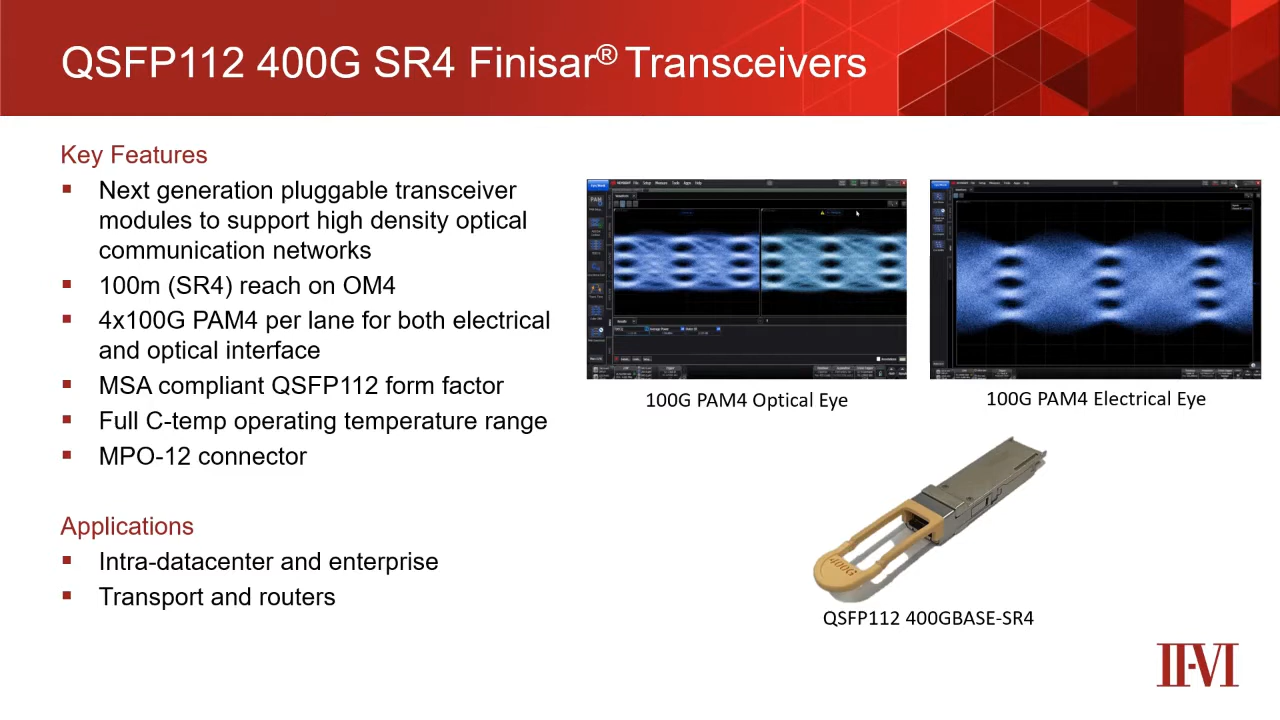 QSFP112 400G SR4 Finisar® Transceivers
Key Features
▪ Next generation pluggable transceiver
modules to support high density optical
communication networks
▪ 100m (SR4) reach on OM4
▪ 4x100G PAM4 per lane for both electrical
and optical interface
▪ MSA compliant QSFP112 form factor
▪ Full C-temp operating temperature range
▪ MPO-12 connector
Applications
▪ Intra-datacenter and enterprise
▪ Transport and routers
100G PAM4 Optical Eye
100G PAM4 Electrical Eye
400G
QSFP112 400GBASE-SR4
II-VI